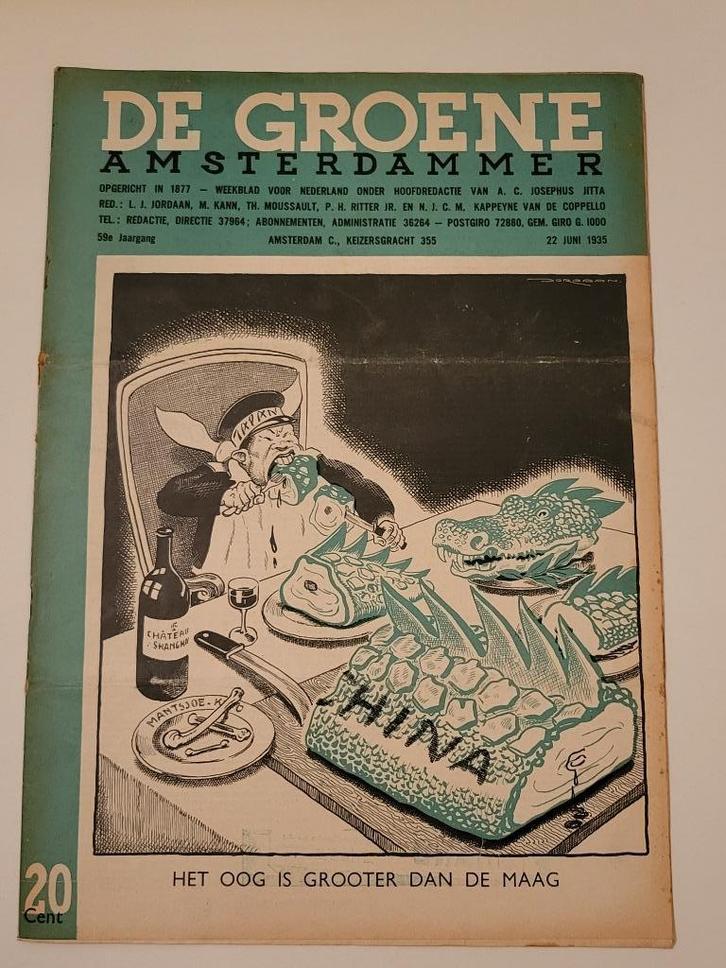 DE GROENE
AMSTERDAMMER
OPGERICHT IN 1877 — WEEKBLAD VOOR NEDERLAND ONDER HOOFDREDACTIE VAN A. C. JOSEPHUS JITTA
RED.: L. J. JORDAAN, M. KANN, TH. MOUSSAULT, P. H. RITTER JR. EN N. J. C. M. KAPPEYNE VAN DE COPPELLO
TEL.: REDACTIE, DIRECTIE 37964; ABONNEMENTEN, ADMINISTRATIE 36264 — POSTGIRO 72880, GEM. GIRO G. 1000
59e Jaargang AMSTERDAM C., KEIZERSGRACHT 355 22 JUNI 1935
JORDAAN.
JAPAN
CHÂTEAU
SHANGHAI
MANTSJOE-K
CHINA
HET OOG IS GROOTER DAN DE MAAG
20
Cent